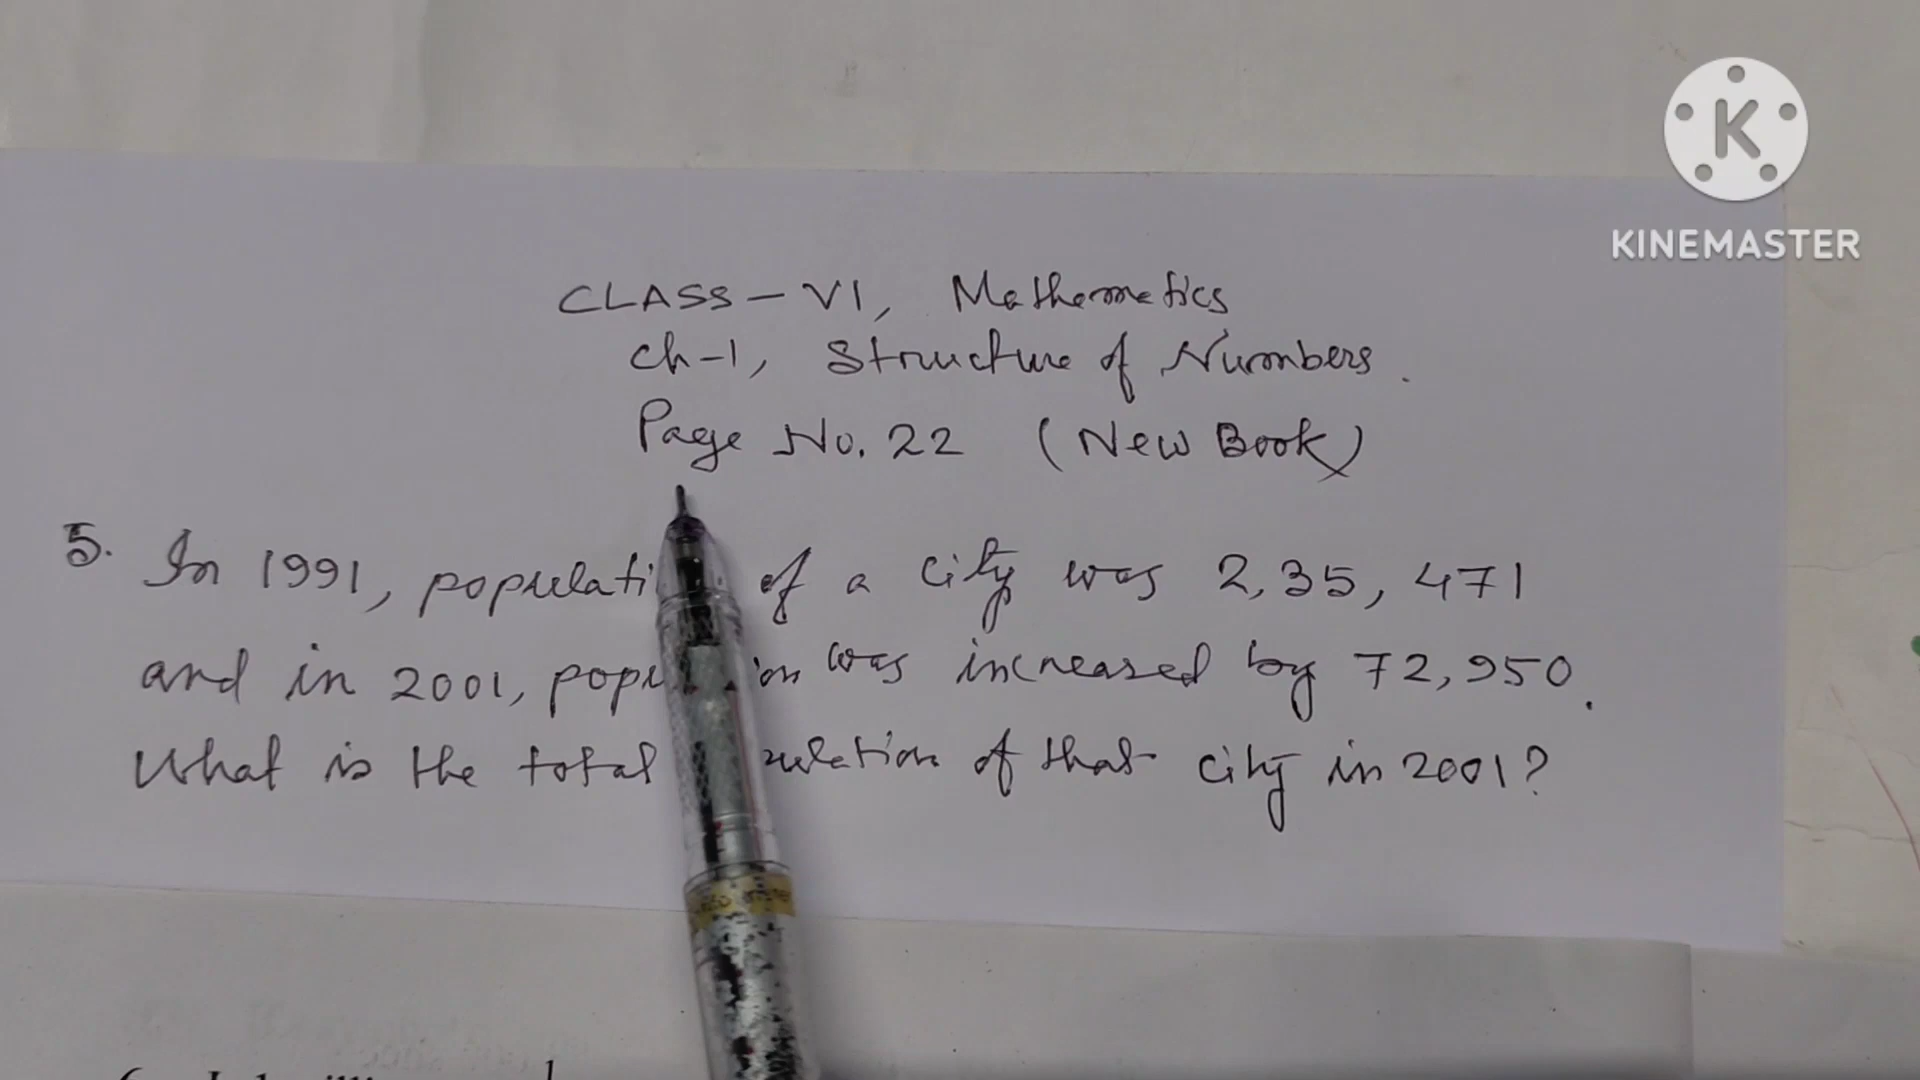 K
KINEMASTER
CLASS - VI, Mathematics
Ch-1, Structure of Numbers.
Page No. 22 (New Book)
5. In 1991, populati of a city was 2,35,471
and in 2001, popu on was increased by 72,950.
What is the total ulation of that city in 2001?